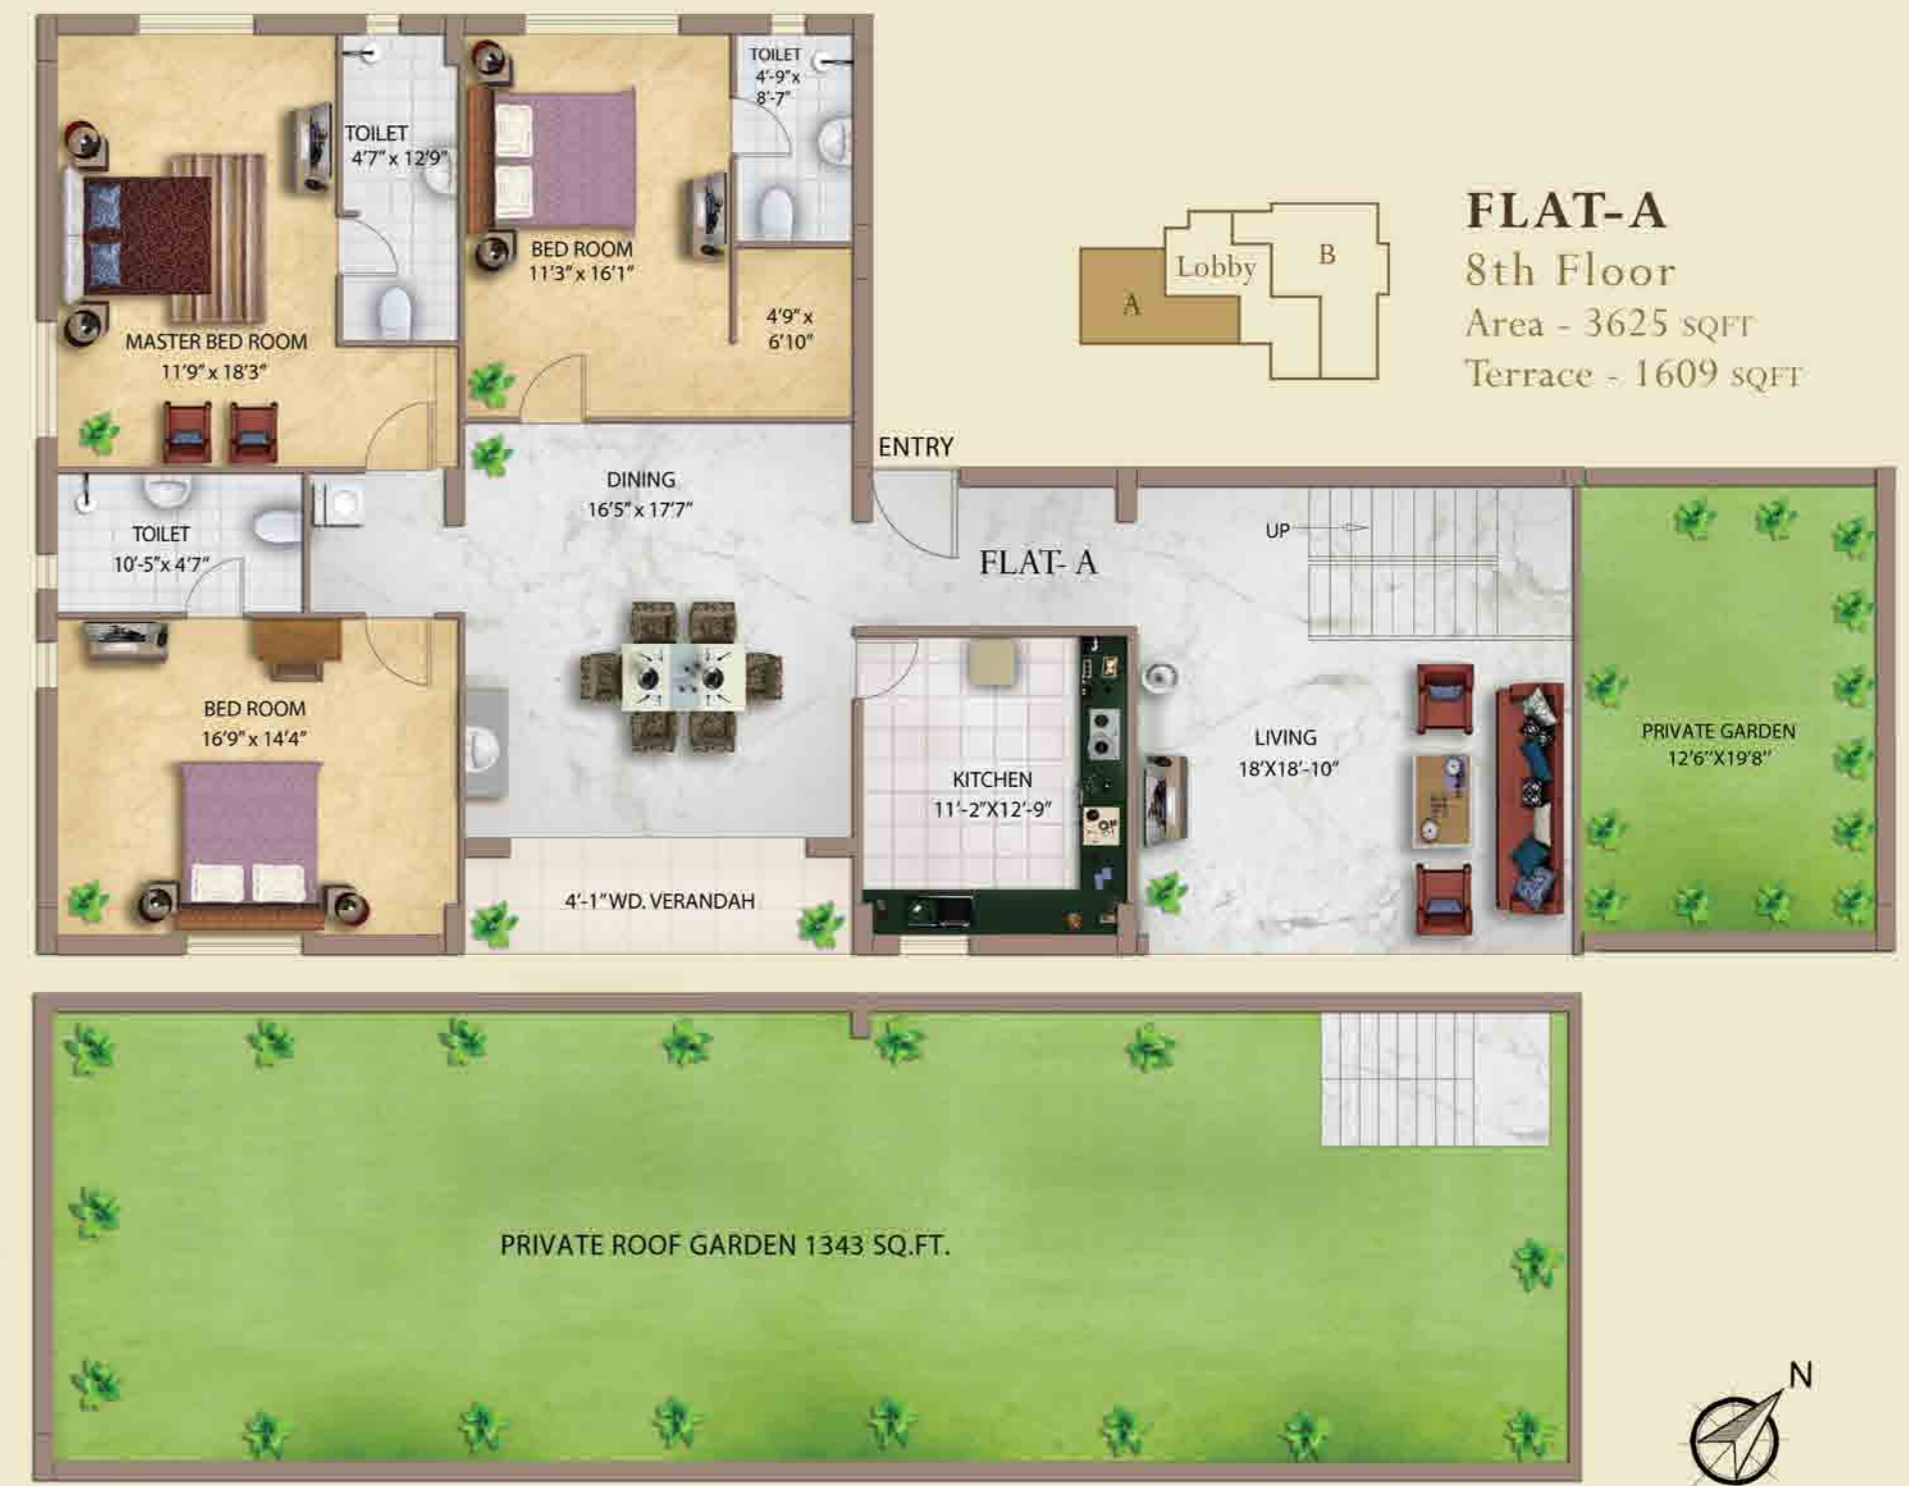 TOILET
4'7" x 12'9"
MASTER BED ROOM
11'9" x 18'3"
BED ROOM
11'3" x 16'1"
TOILET
4'-9"x
8'-7"
4'9" x
6'10"
Lobby
A
B
FLAT-A
8th Floor
Area - 3625 SQFT
Terrace - 1609 SQFT
ENTRY
DINING
16'5" x 17'7"
TOILET
10'-5"x 4'7"
FLAT- A
UP
BED ROOM
16'9" x 14'4"
KITCHEN
11'-2"X12'-9"
LIVING
18'X18'-10"
PRIVATE GARDEN
12'6"X19'8"
4'-1" WD. VERANDAH
PRIVATE ROOF GARDEN 1343 SQ.FT.
N